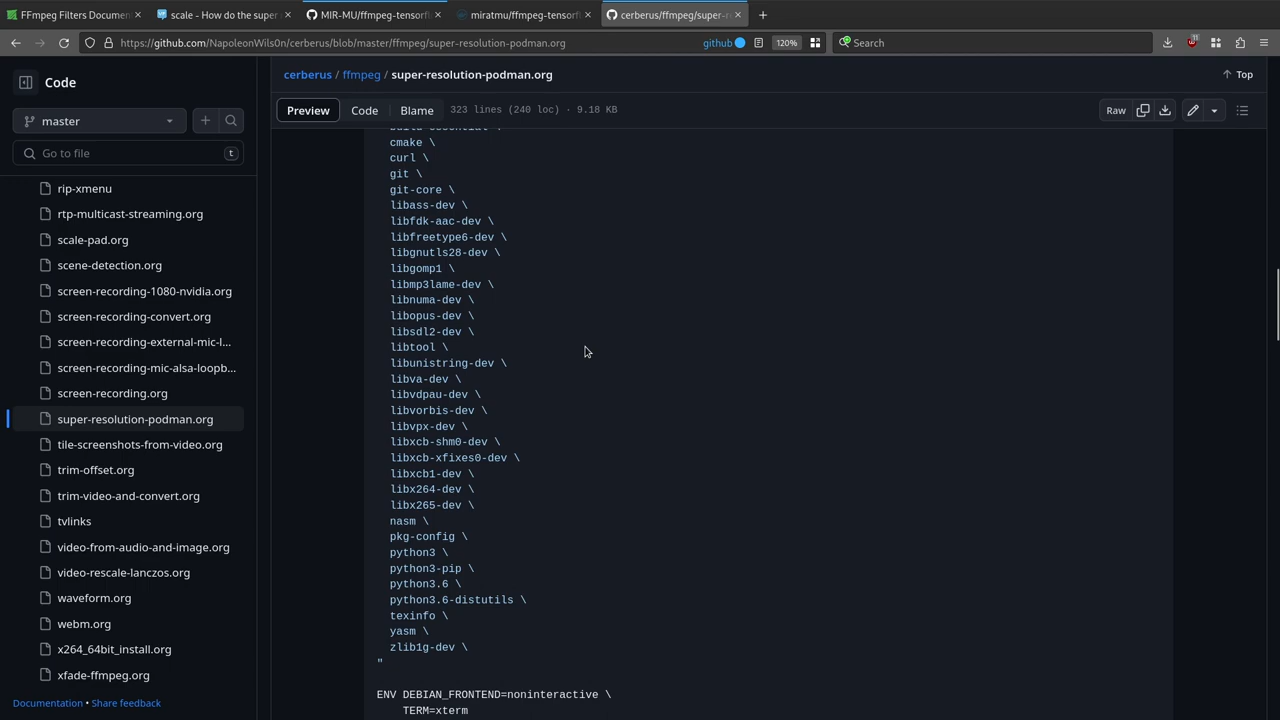 FFmpeg Filters Documen
scale - How do the super
MIR-MU/ffmpeg-tensorfl
miratmu/ffmpeg-tensorf
cerberus/ffmpeg/super-r
https://github.com/NapoleonWils0n/cerberus/blob/master/ffmpeg/super-resolution-podman.org
github
120%
Search
11
Code
cerberus / ffmpeg / super-resolution-podman.org
Top
Preview
Code
Blame
323 lines (240 loc) · 9.18 KB
Raw
master
Go to file
t
rip-xmenu
rtp-multicast-streaming.org
scale-pad.org
scene-detection.org
screen-recording-1080-nvidia.org
screen-recording-convert.org
screen-recording-external-mic-l...
screen-recording-mic-alsa-loopb...
screen-recording.org
super-resolution-podman.org
tile-screenshots-from-video.org
trim-offset.org
trim-video-and-convert.org
tvlinks
video-from-audio-and-image.org
video-rescale-lanczos.org
waveform.org
webm.org
x264_64bit_install.org
xfade-ffmpeg.org
Documentation • Share feedback
build-essential \
cmake \
curl \
git \
git-core \
libass-dev \
libfdk-aac-dev \
libfreetype6-dev \
libgnutls28-dev \
libgomp1 \
libmp3lame-dev \
libnuma-dev \
libopus-dev \
libsdl2-dev \
libtool \
libunistring-dev \
libva-dev \
libvdpau-dev \
libvorbis-dev \
libvpx-dev \
libxcb-shm0-dev \
libxcb-xfixes0-dev \
libxcb1-dev \
libx264-dev \
libx265-dev \
nasm \
pkg-config \
python3 \
python3-pip \
python3.6 \
python3.6-distutils \
texinfo \
yasm \
zlib1g-dev \
"
ENV DEBIAN_FRONTEND=noninteractive \
TERM=xterm